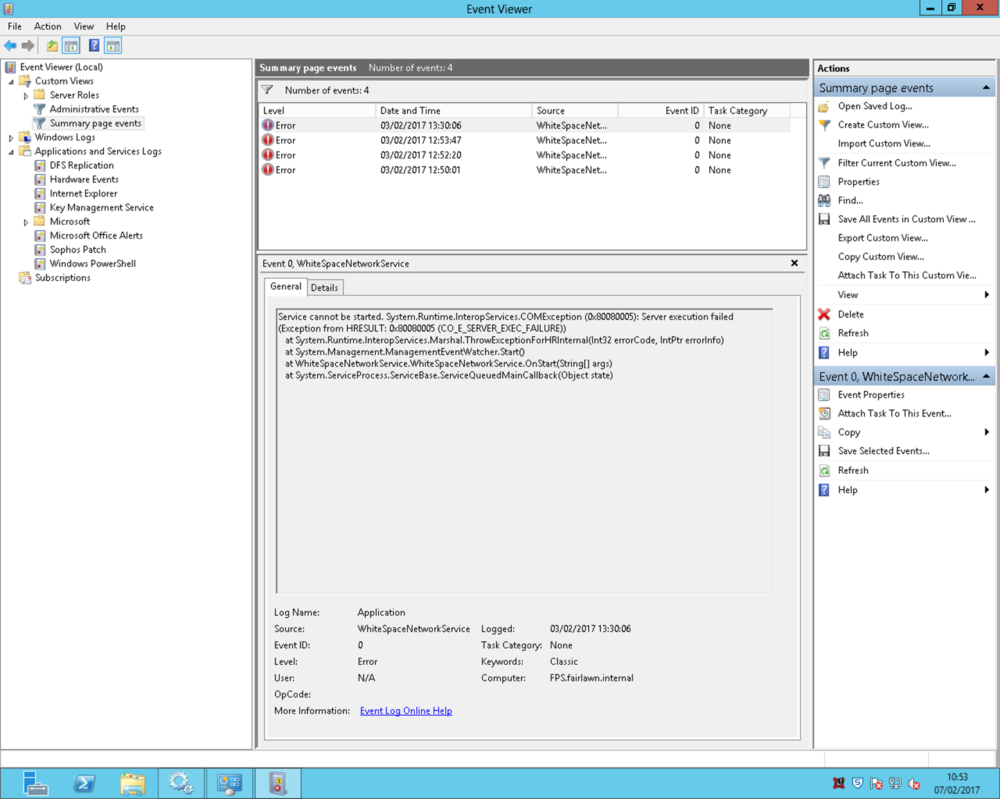 Event Viewer
File Action View Help
Event Viewer (Local)
Custom Views
Server Roles
Administrative Events
Summary page events
Windows Logs
Applications and Services Logs
DFS Replication
Hardware Events
Internet Explorer
Key Management Service
Microsoft
Microsoft Office Alerts
Sophos Patch
Windows PowerShell
Subscriptions
Summary page events Number of events: 4
Number of events: 4
Level Date and Time Source Event ID Task Category
Error 03/02/2017 13:30:06 WhiteSpaceNet... 0 None
Error 03/02/2017 12:53:47 WhiteSpaceNet... 0 None
Error 03/02/2017 12:52:20 WhiteSpaceNet... 0 None
Error 03/02/2017 12:50:01 WhiteSpaceNet... 0 None
Event 0, WhiteSpaceNetworkService
General Details
Service cannot be started. System.Runtime.InteropServices.COMException (0x80080005): Server execution failed
(Exception from HRESULT: 0x80080005 (CO_E_SERVER_EXEC_FAILURE))
at System.Runtime.InteropServices.Marshal.ThrowExceptionForHRInternal(Int32 errorCode, IntPtr errorInfo)
at System.Management.ManagementEventWatcher.Start()
at WhiteSpaceNetworkService.WhiteSpaceNetworkService.OnStart(String[] args)
at System.ServiceProcess.ServiceBase.ServiceQueuedMainCallback(Object state)
Log Name: Application
Source: WhiteSpaceNetworkService Logged: 03/02/2017 13:30:06
Event ID: 0 Task Category: None
Level: Error Keywords: Classic
User: N/A Computer: FPS.fairlawn.internal
OpCode:
More Information: Event Log Online Help
Actions
Summary page events
Open Saved Log...
Create Custom View...
Import Custom View...
Filter Current Custom View...
Properties
Find...
Save All Events in Custom View ...
Export Custom View...
Copy Custom View...
Attach Task To This Custom Vie...
View
Delete
Refresh
Help
Event 0, WhiteSpaceNetwork...
Event Properties
Attach Task To This Event...
Copy
Save Selected Events...
Refresh
Help
10:53
07/02/2017